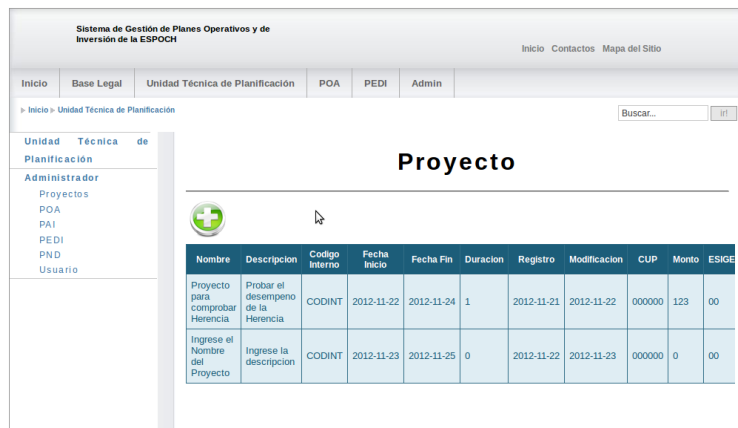 Sistema de Gestión de Planes Operativos y de
Inversión de la ESPOCH
Inicio Contactos Mapa del Sitio
Inicio Base Legal Unidad Técnica de Planificación POA PEDI Admin
Inicio Unidad Técnica de Planificación
Buscar... ir!
Unidad Técnica de
Planificación
Administrador
Proyectos
POA
PAI
PEDI
PND
Usuario
Proyecto
Nombre Descripcion Codigo Interno Fecha Inicio Fecha Fin Duracion Registro Modificacion CUP Monto ESIGE
Proyecto para comprobar Herencia Probar el desempeno de la Herencia CODINT 2012-11-22 2012-11-24 1 2012-11-21 2012-11-22 000000 123 00
Ingrese el Nombre del Proyecto Ingrese la descripcion CODINT 2012-11-23 2012-11-25 0 2012-11-22 2012-11-23 000000 0 00